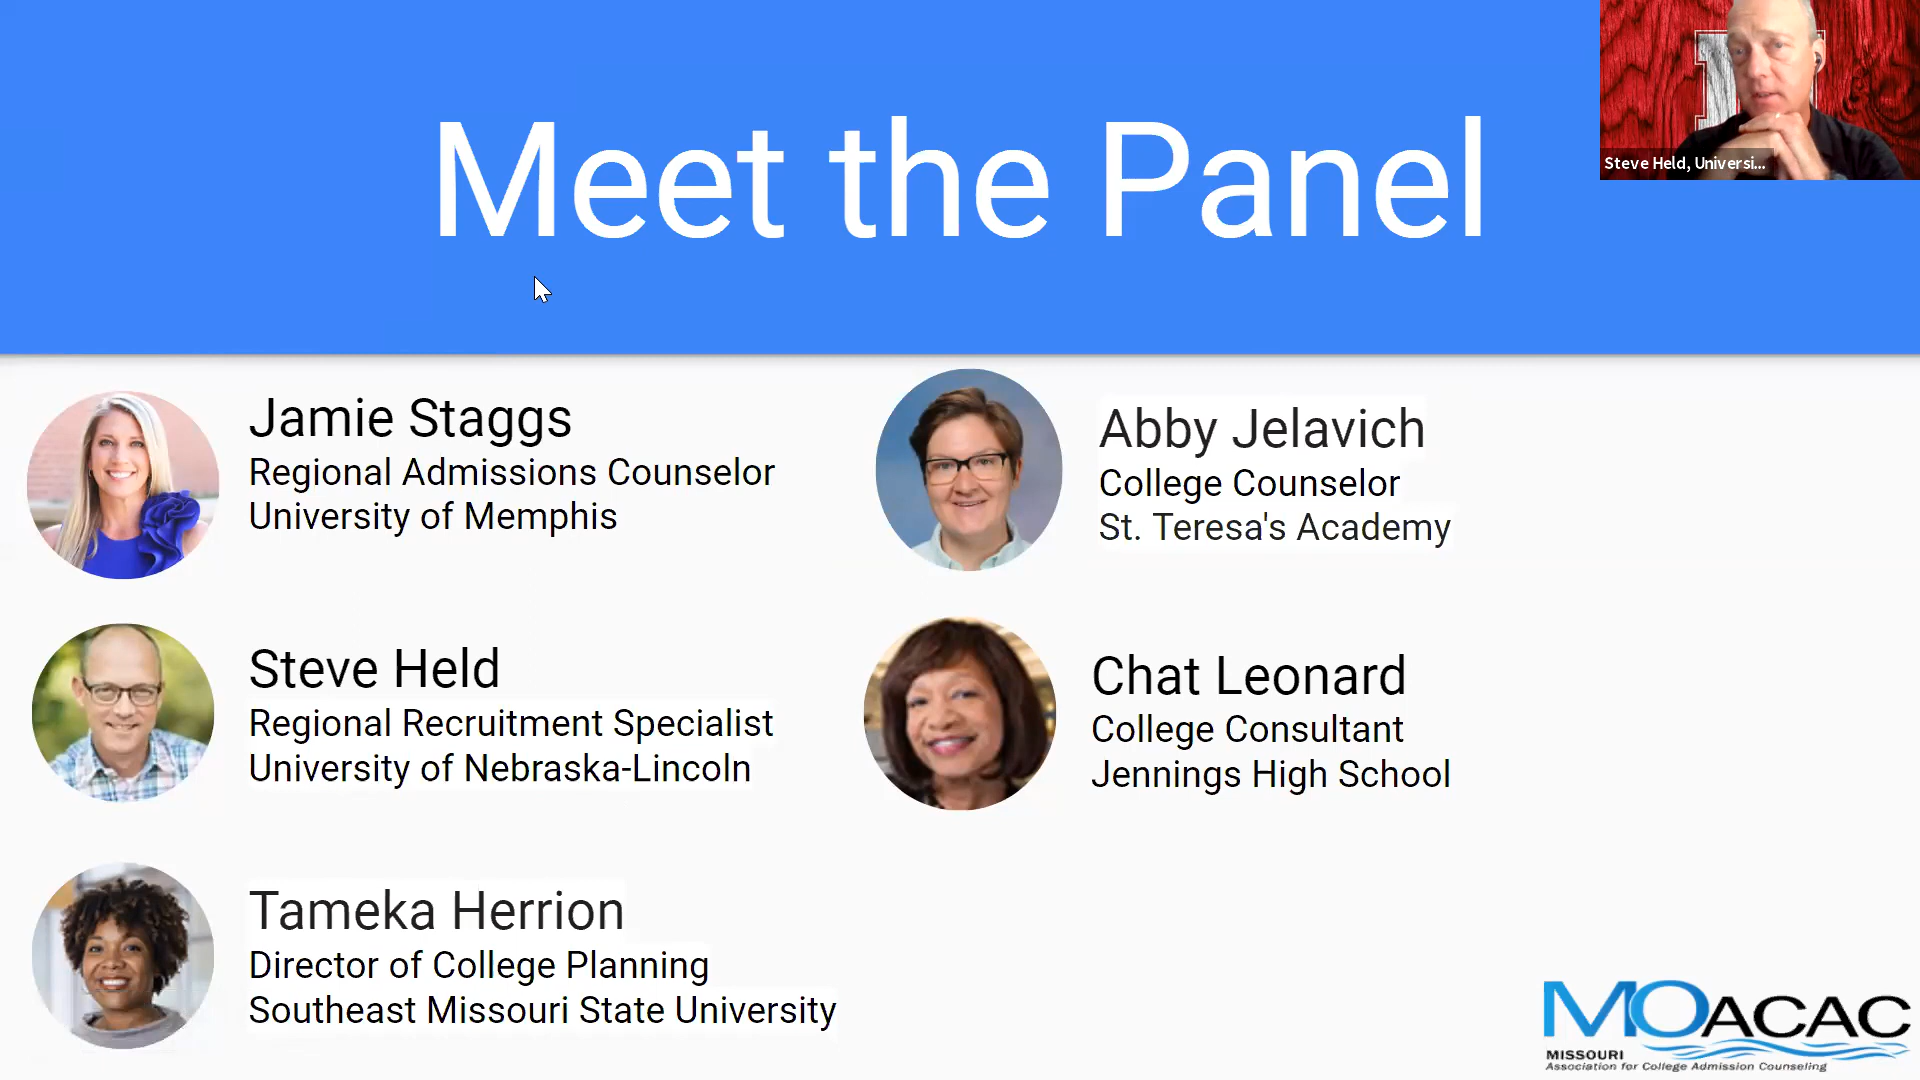 Meet the Panel
Steve Held, Universi...
Jamie Staggs
Regional Admissions Counselor
University of Memphis
Abby Jelavich
College Counselor
St. Teresa's Academy
Steve Held
Regional Recruitment Specialist
University of Nebraska-Lincoln
Chat Leonard
College Consultant
Jennings High School
Tameka Herrion
Director of College Planning
Southeast Missouri State University
MOACAC
MISSOURI
Association for College Admission Counseling